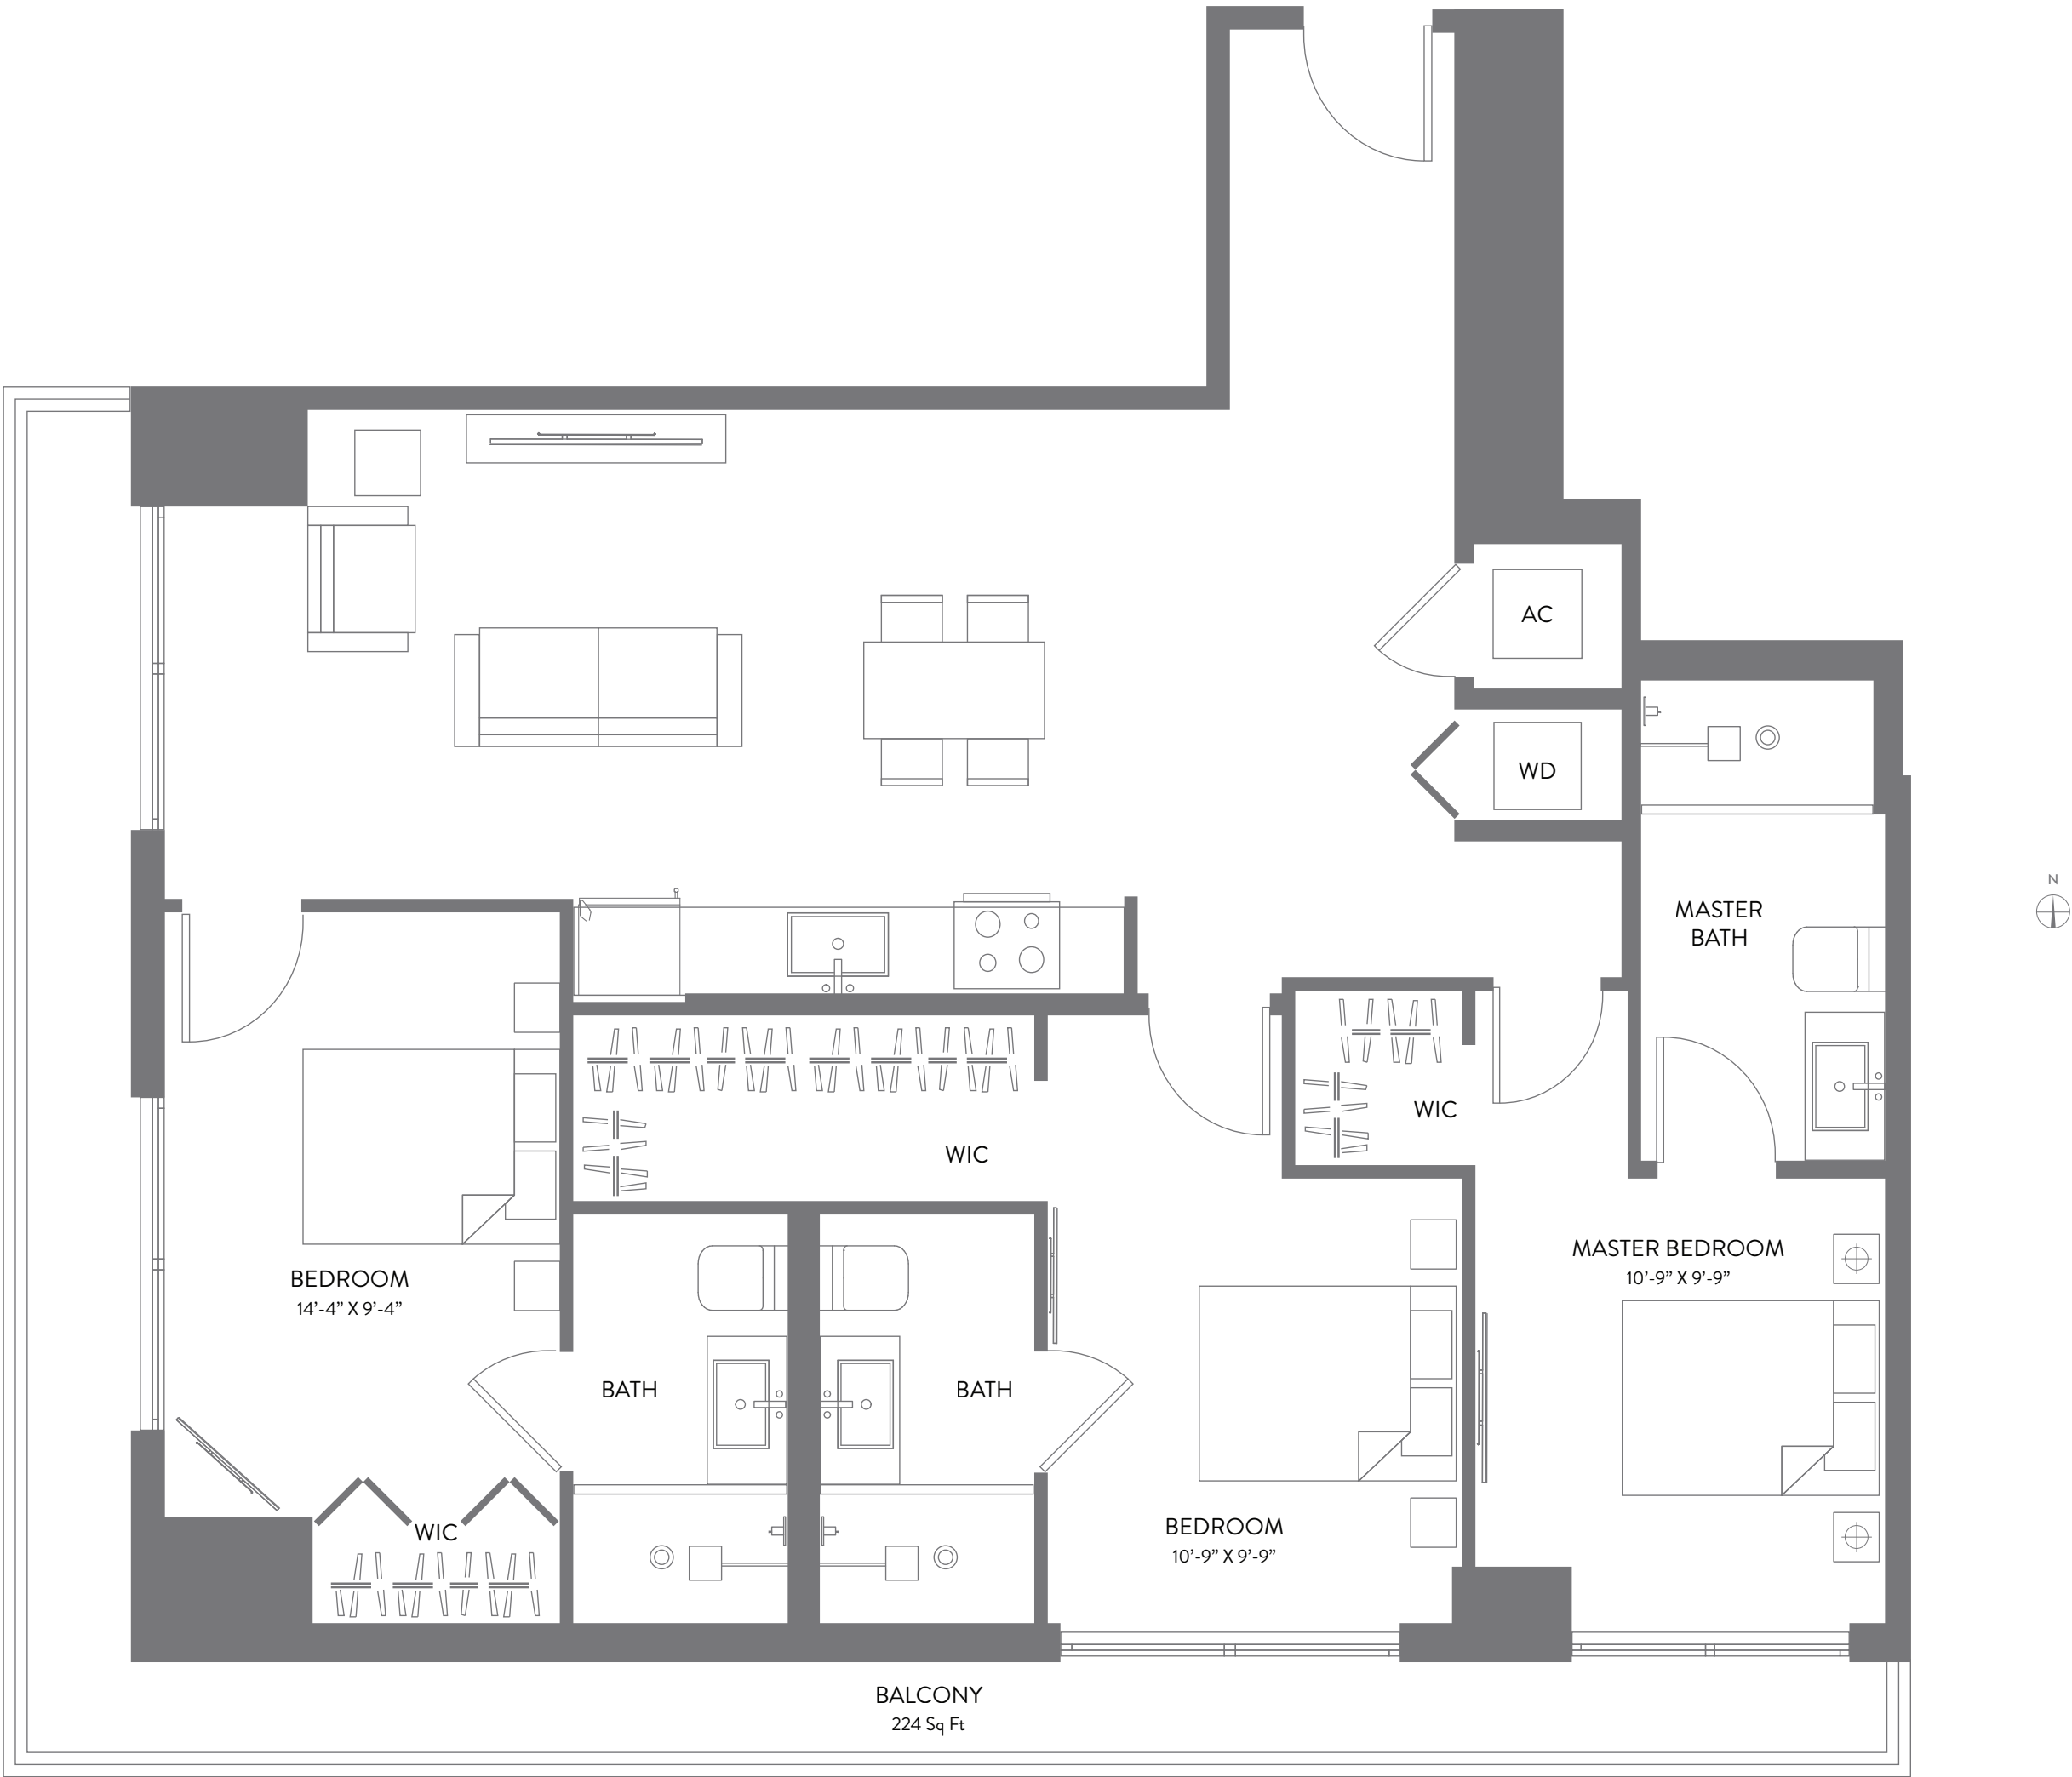 AC
WD
N
MASTER
BATH
WIC
WIC
MASTER BEDROOM
10’-9” X 9’-9”
BEDROOM
14’-4” X 9’-4”
BATH
BATH
BEDROOM
10’-9” X 9’-9”
WIC
BALCONY
224 Sq Ft